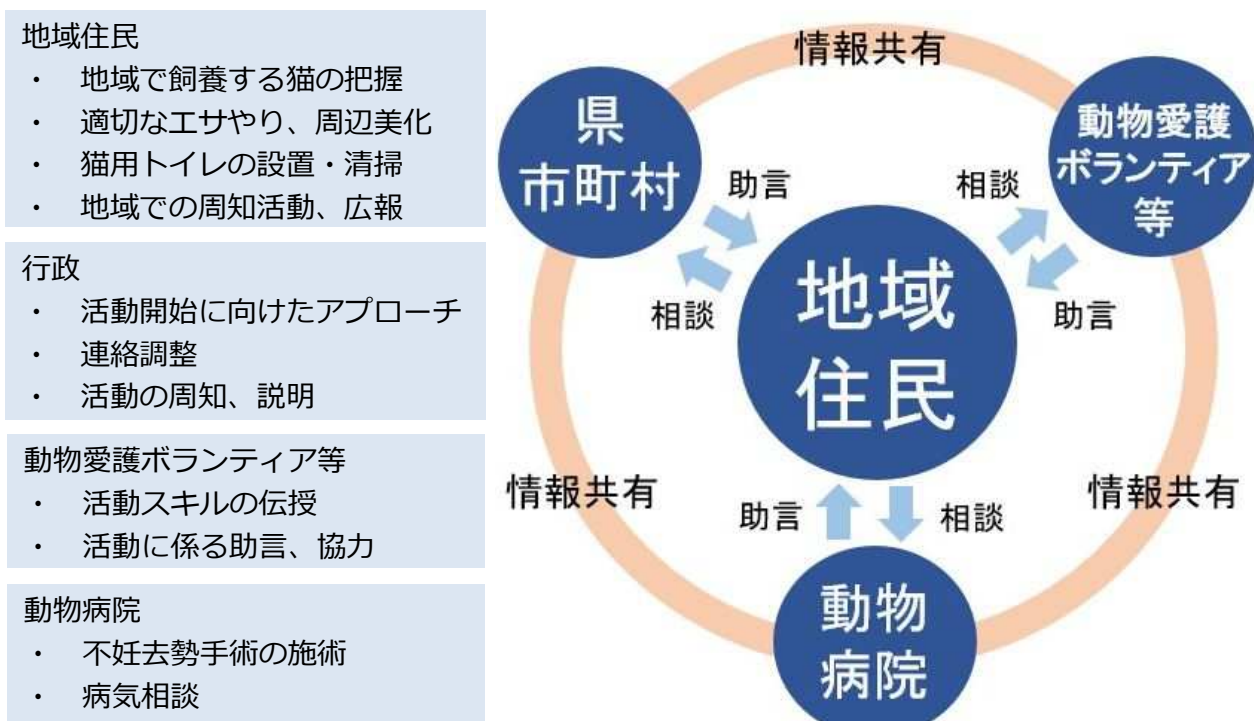 地域住民
・ 地域で飼養する猫の把握
・ 適切なエサやり、周辺美化
・ 猫用トイレの設置・清掃
・ 地域での周知活動、広報
行政
・ 活動開始に向けたアプローチ
・ 連絡調整
・ 活動の周知、説明
動物愛護ボランティア等
・ 活動スキルの伝授
・ 活動に係る助言、協力
動物病院
・ 不妊去勢手術の施術
・ 病気相談
情報共有
県
市町村
動物愛護
ボランティア
等
助言
相談
相談
助言
地域
住民
情報共有
情報共有
助言
相談
動物
病院